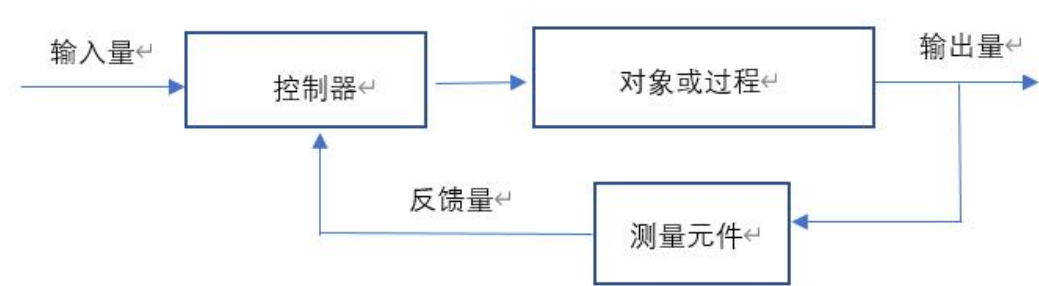 输入量
控制器
对象或过程
输出量
反馈量
测量元件